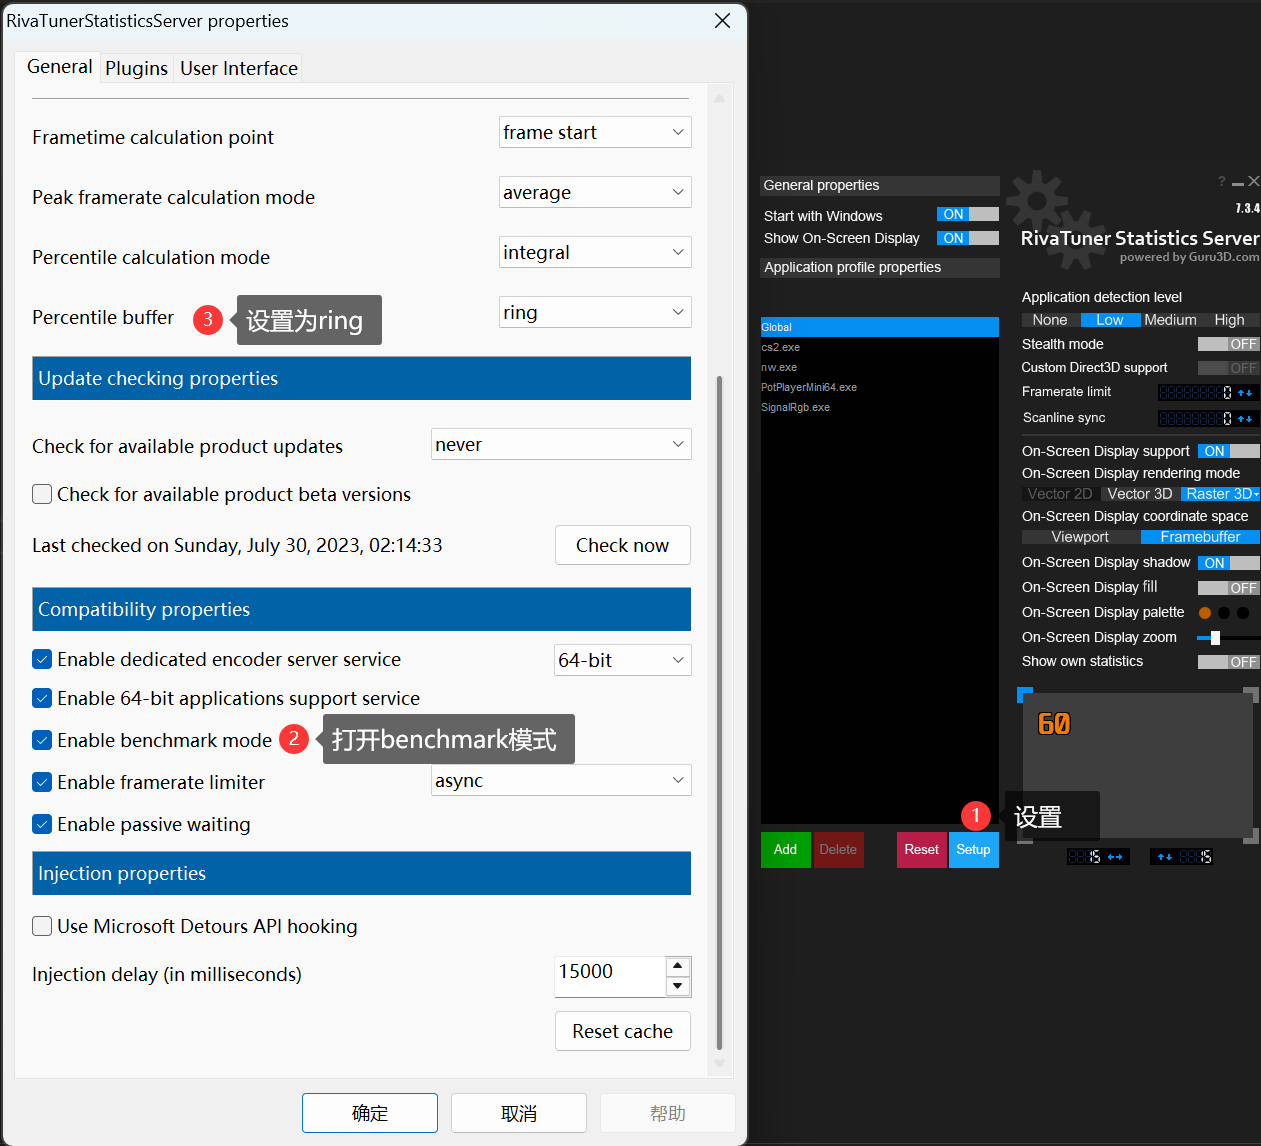 RivaTunerStatisticsServer properties
General
Plugins
User Interface
Frametime calculation point
frame start
Peak framerate calculation mode
average
Percentile calculation mode
integral
Percentile buffer
3
设置为ring
ring
Update checking properties
Check for available product updates
never
Check for available product beta versions
Last checked on Sunday, July 30, 2023, 02:14:33
Check now
Compatibility properties
Enable dedicated encoder server service
64-bit
Enable 64-bit applications support service
Enable benchmark mode
2
打开benchmark模式
Enable framerate limiter
async
Enable passive waiting
Injection properties
Use Microsoft Detours API hooking
Injection delay (in milliseconds)
15000
Reset cache
确定
取消
帮助
General properties
Start with Windows
ON
Show On-Screen Display
ON
Application profile properties
Global
cs2.exe
nw.exe
PotPlayerMini64.exe
SignalRgb.exe
Add
Delete
Reset
Setup
1
设置
?
7.3.4
RivaTuner Statistics Server
powered by Guru3D.com
Application detection level
None
Low
Medium
High
Stealth mode
OFF
Custom Direct3D support
OFF
Framerate limit
0
Scanline sync
0
On-Screen Display support
ON
On-Screen Display rendering mode
Vector 2D
Vector 3D
Raster 3D
On-Screen Display coordinate space
Viewport
Framebuffer
On-Screen Display shadow
ON
On-Screen Display fill
OFF
On-Screen Display palette
On-Screen Display zoom
Show own statistics
OFF
60
15
15